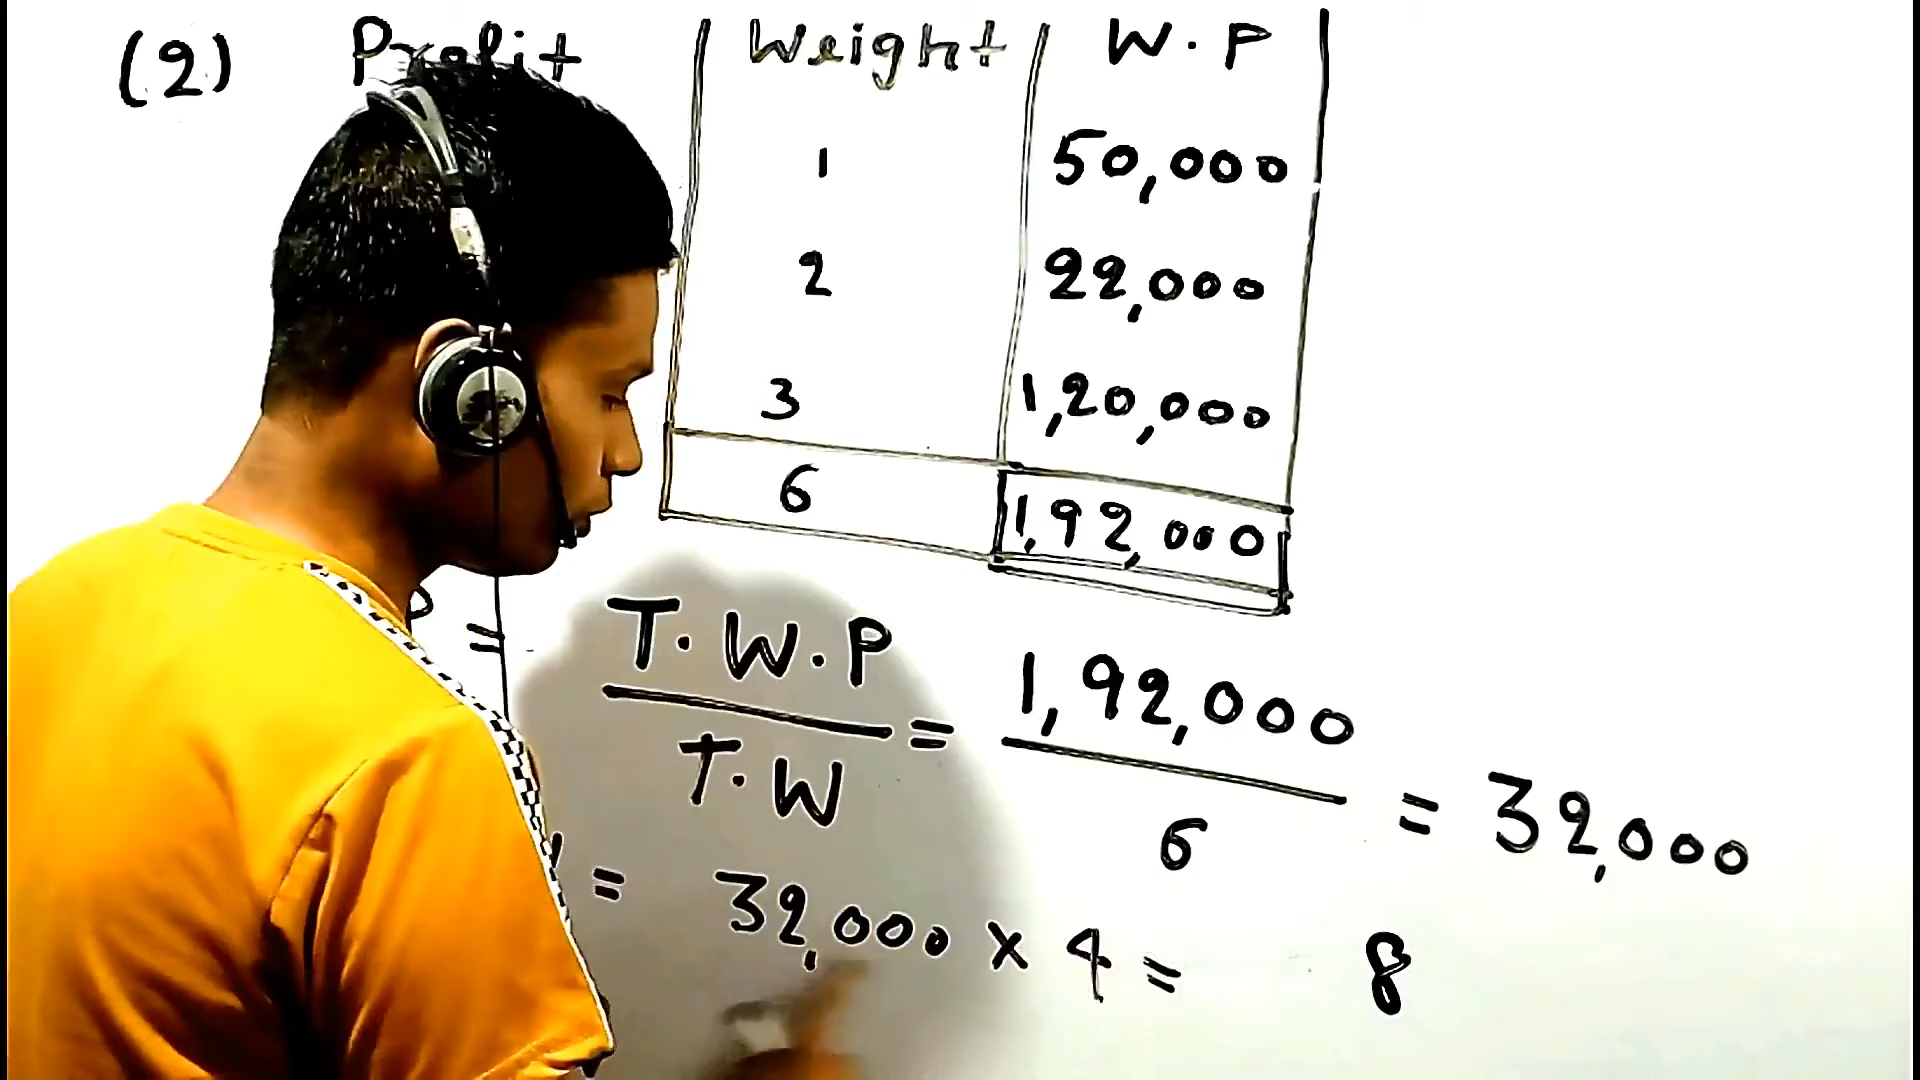 (2) Profit Weight W.P
1 50,000
2 22,000
3 1,20,000
6 1,92,000
= T.W.P / T.W = 1,92,000 / 6 = 32,000
= 32,000 × 4 = 8